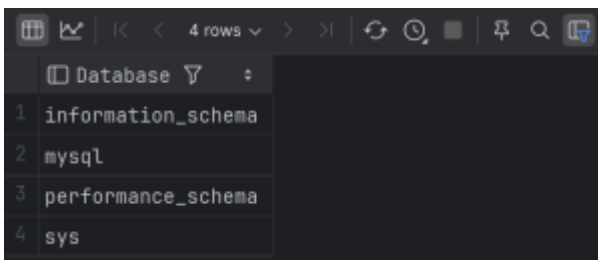 4 rows
Database
1 information_schema
2 mysql
3 performance_schema
4 sys